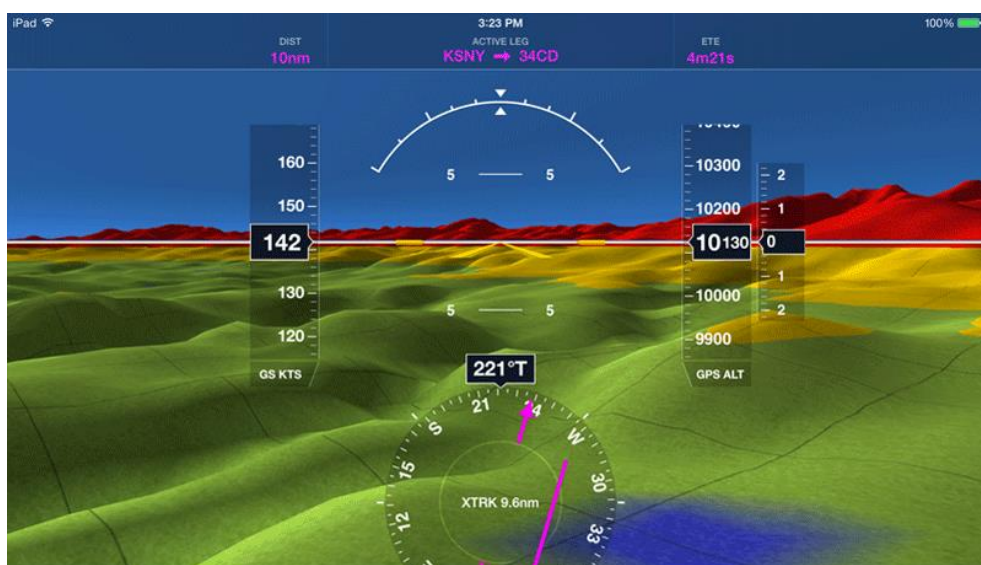 iPad 3:23 PM 100%
DIST ACTIVE LEG ETE
10nm KSNY → 34CD 4m21s
160
150
142
130
120
GS KTS
5 5
5 5
10300
10200
10130
10000
9900
GPS ALT
2
1
0
1
2
221°T
S 21 24 W
15 30
12 33
XTRK 9.6nm